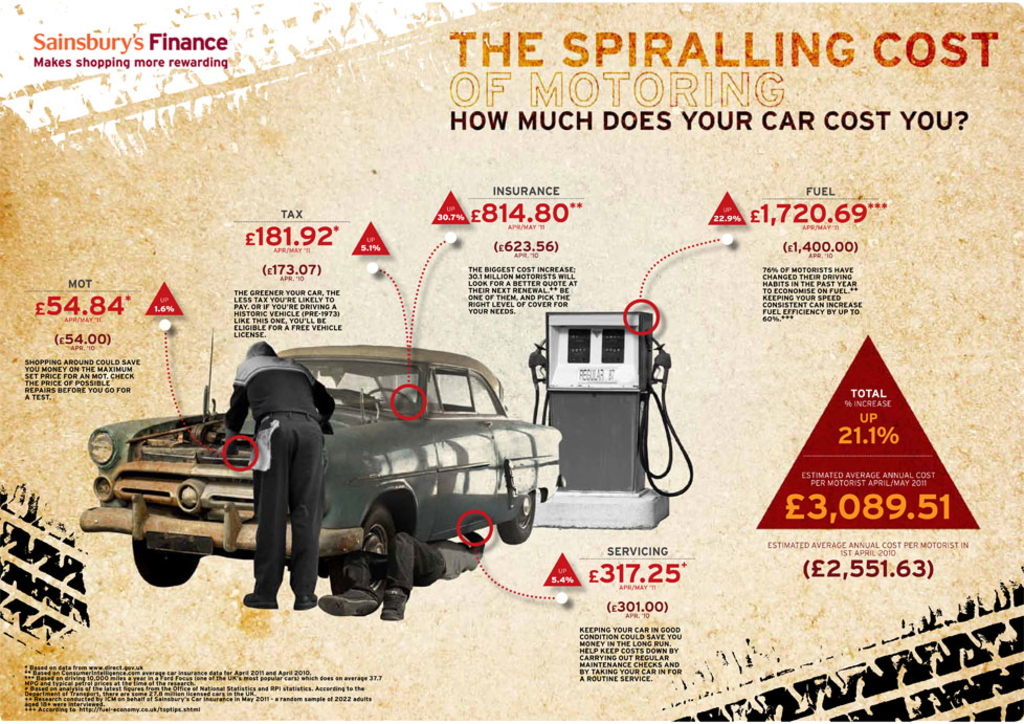 Sainsbury's Finance
Makes shopping more rewarding
THE SPIRALLING COST
OF MOTORING
HOW MUCH DOES YOUR CAR COST YOU?
MOT
£54.84*
APR/MAY '11
(£54.00)
APR. '10
UP
1.6%
SHOPPING AROUND COULD SAVE
YOU MONEY ON THE MAXIMUM
SET PRICE FOR AN MOT. CHECK
THE PRICE OF POSSIBLE
REPAIRS BEFORE YOU GO FOR
A TEST.
TAX
£181.92*
APR/MAY '11
(£173.07)
APR. '10
UP
5.1%
THE GREENER YOUR CAR, THE
LESS TAX YOU'RE LIKELY TO
PAY. OR IF YOU'RE DRIVING A
HISTORIC VEHICLE (PRE-1973)
LIKE THIS ONE, YOU'LL BE
ELIGIBLE FOR A FREE VEHICLE
LICENSE.
INSURANCE
UP
30.7%
£814.80**
APR/MAY '11
(£623.56)
APR. '10
THE BIGGEST COST INCREASE;
30.1 MILLION MOTORISTS WILL
LOOK FOR A BETTER QUOTE AT
THEIR NEXT RENEWAL.++ BE
ONE OF THEM, AND PICK THE
RIGHT LEVEL OF COVER FOR
YOUR NEEDS.
FUEL
UP
22.9%
£1,720.69***
APR/MAY '11
(£1,400.00)
APR. '10
76% OF MOTORISTS HAVE
CHANGED THEIR DRIVING
HABITS IN THE PAST YEAR
TO ECONOMISE ON FUEL.++
KEEPING YOUR SPEED
CONSISTENT CAN INCREASE
FUEL EFFICIENCY BY UP TO
60%.+++
REGULAR
TOTAL
% INCREASE
UP
21.1%
ESTIMATED AVERAGE ANNUAL COST
PER MOTORIST APRIL/MAY 2011
£3,089.51
ESTIMATED AVERAGE ANNUAL COST PER MOTORIST IN
1ST APRIL 2010
(£2,551.63)
SERVICING
UP
5.4%
£317.25+
APR/MAY '11
(£301.00)
APR. '10
KEEPING YOUR CAR IN GOOD
CONDITION COULD SAVE YOU
MONEY IN THE LONG RUN.
HELP KEEP COSTS DOWN BY
CARRYING OUT REGULAR
MAINTENANCE CHECKS AND
BY TAKING YOUR CAR IN FOR
A ROUTINE SERVICE.
* Based on data from www.direct.gov.uk
** Based on Consumerintelligence.com average car insurance data for April 2011 and April 2010.
*** Based on driving 10,000 miles a year in a Ford Focus (one of the UK's most popular cars) which does on average 37.7
MPG and typical petrol prices at the time of the research.
+ Based on analysis of the latest figures from the Office of National Statistics and RPI statistics. According to the
Department of Transport, there are some 27.8 million licensed cars in the UK
++ Research conducted by ICM on behalf of Sainsbury's Car Insurance in May 2011 - a random sample of 2022 adults
aged 18+ were interviewed.
+++ According to http://fuel-economy.co.uk/toptips.shtml